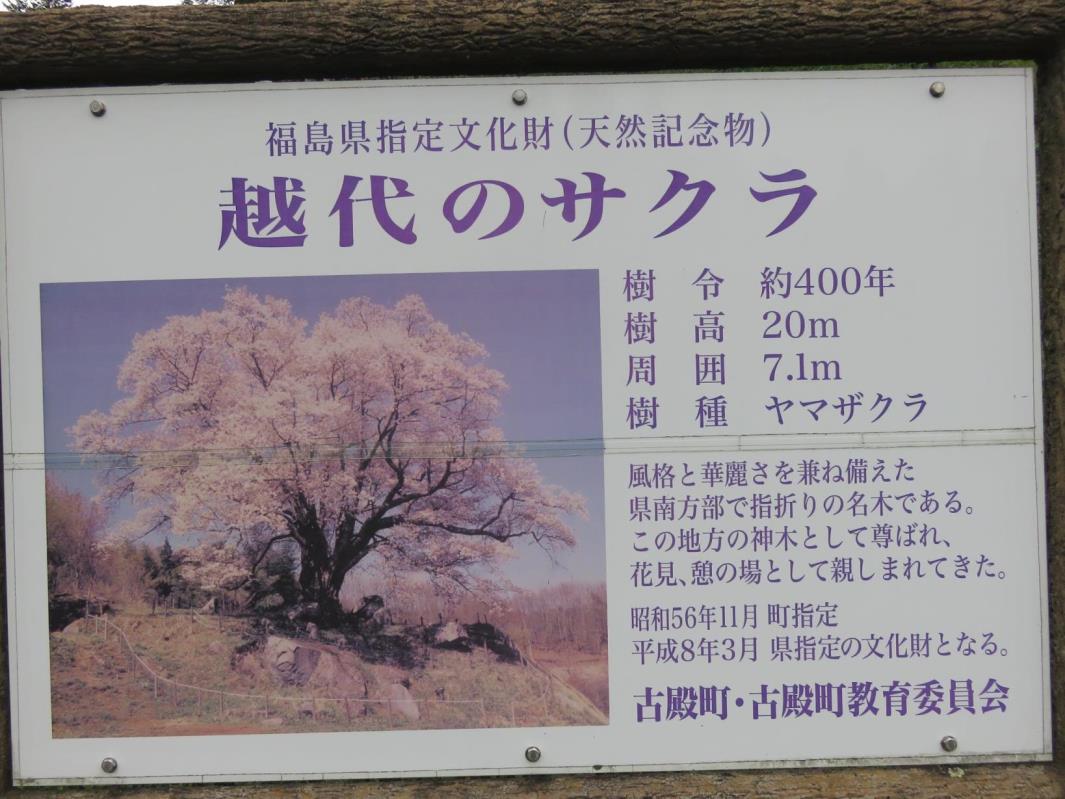 福島県指定文化財(天然記念物)
越代のサクラ
樹令 約400年
樹高 20m
周囲 7.1m
樹種 ヤマザクラ
風格と華麗さを兼ね備えた
県南方部で指折りの名木である。
この地方の神木として尊ばれ、
花見、憩の場として親しまれてきた。
昭和56年11月 町指定
平成8年3月 県指定の文化財となる。
古殿町・古殿町教育委員会